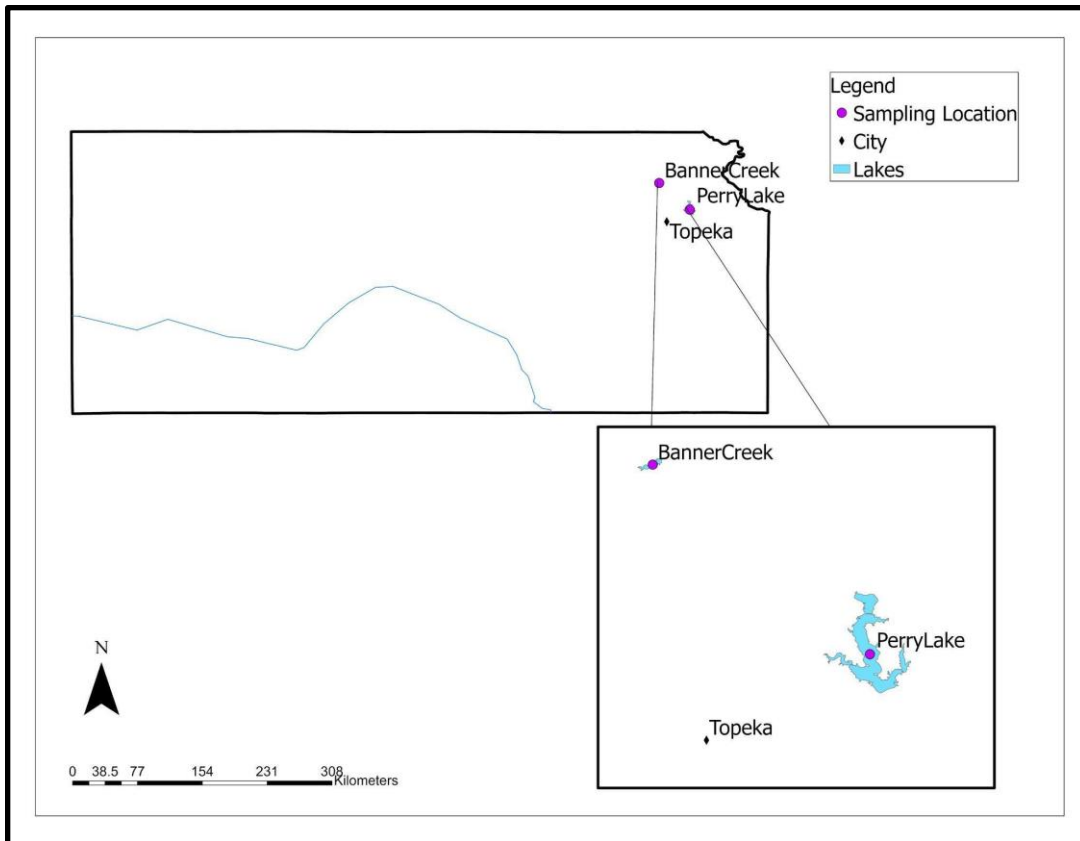 Legend
Sampling Location
City
Lakes
BannerCreek
PerryLake
Topeka
BannerCreek
PerryLake
Topeka
N
0 38.5 77 154 231 308
Kilometers